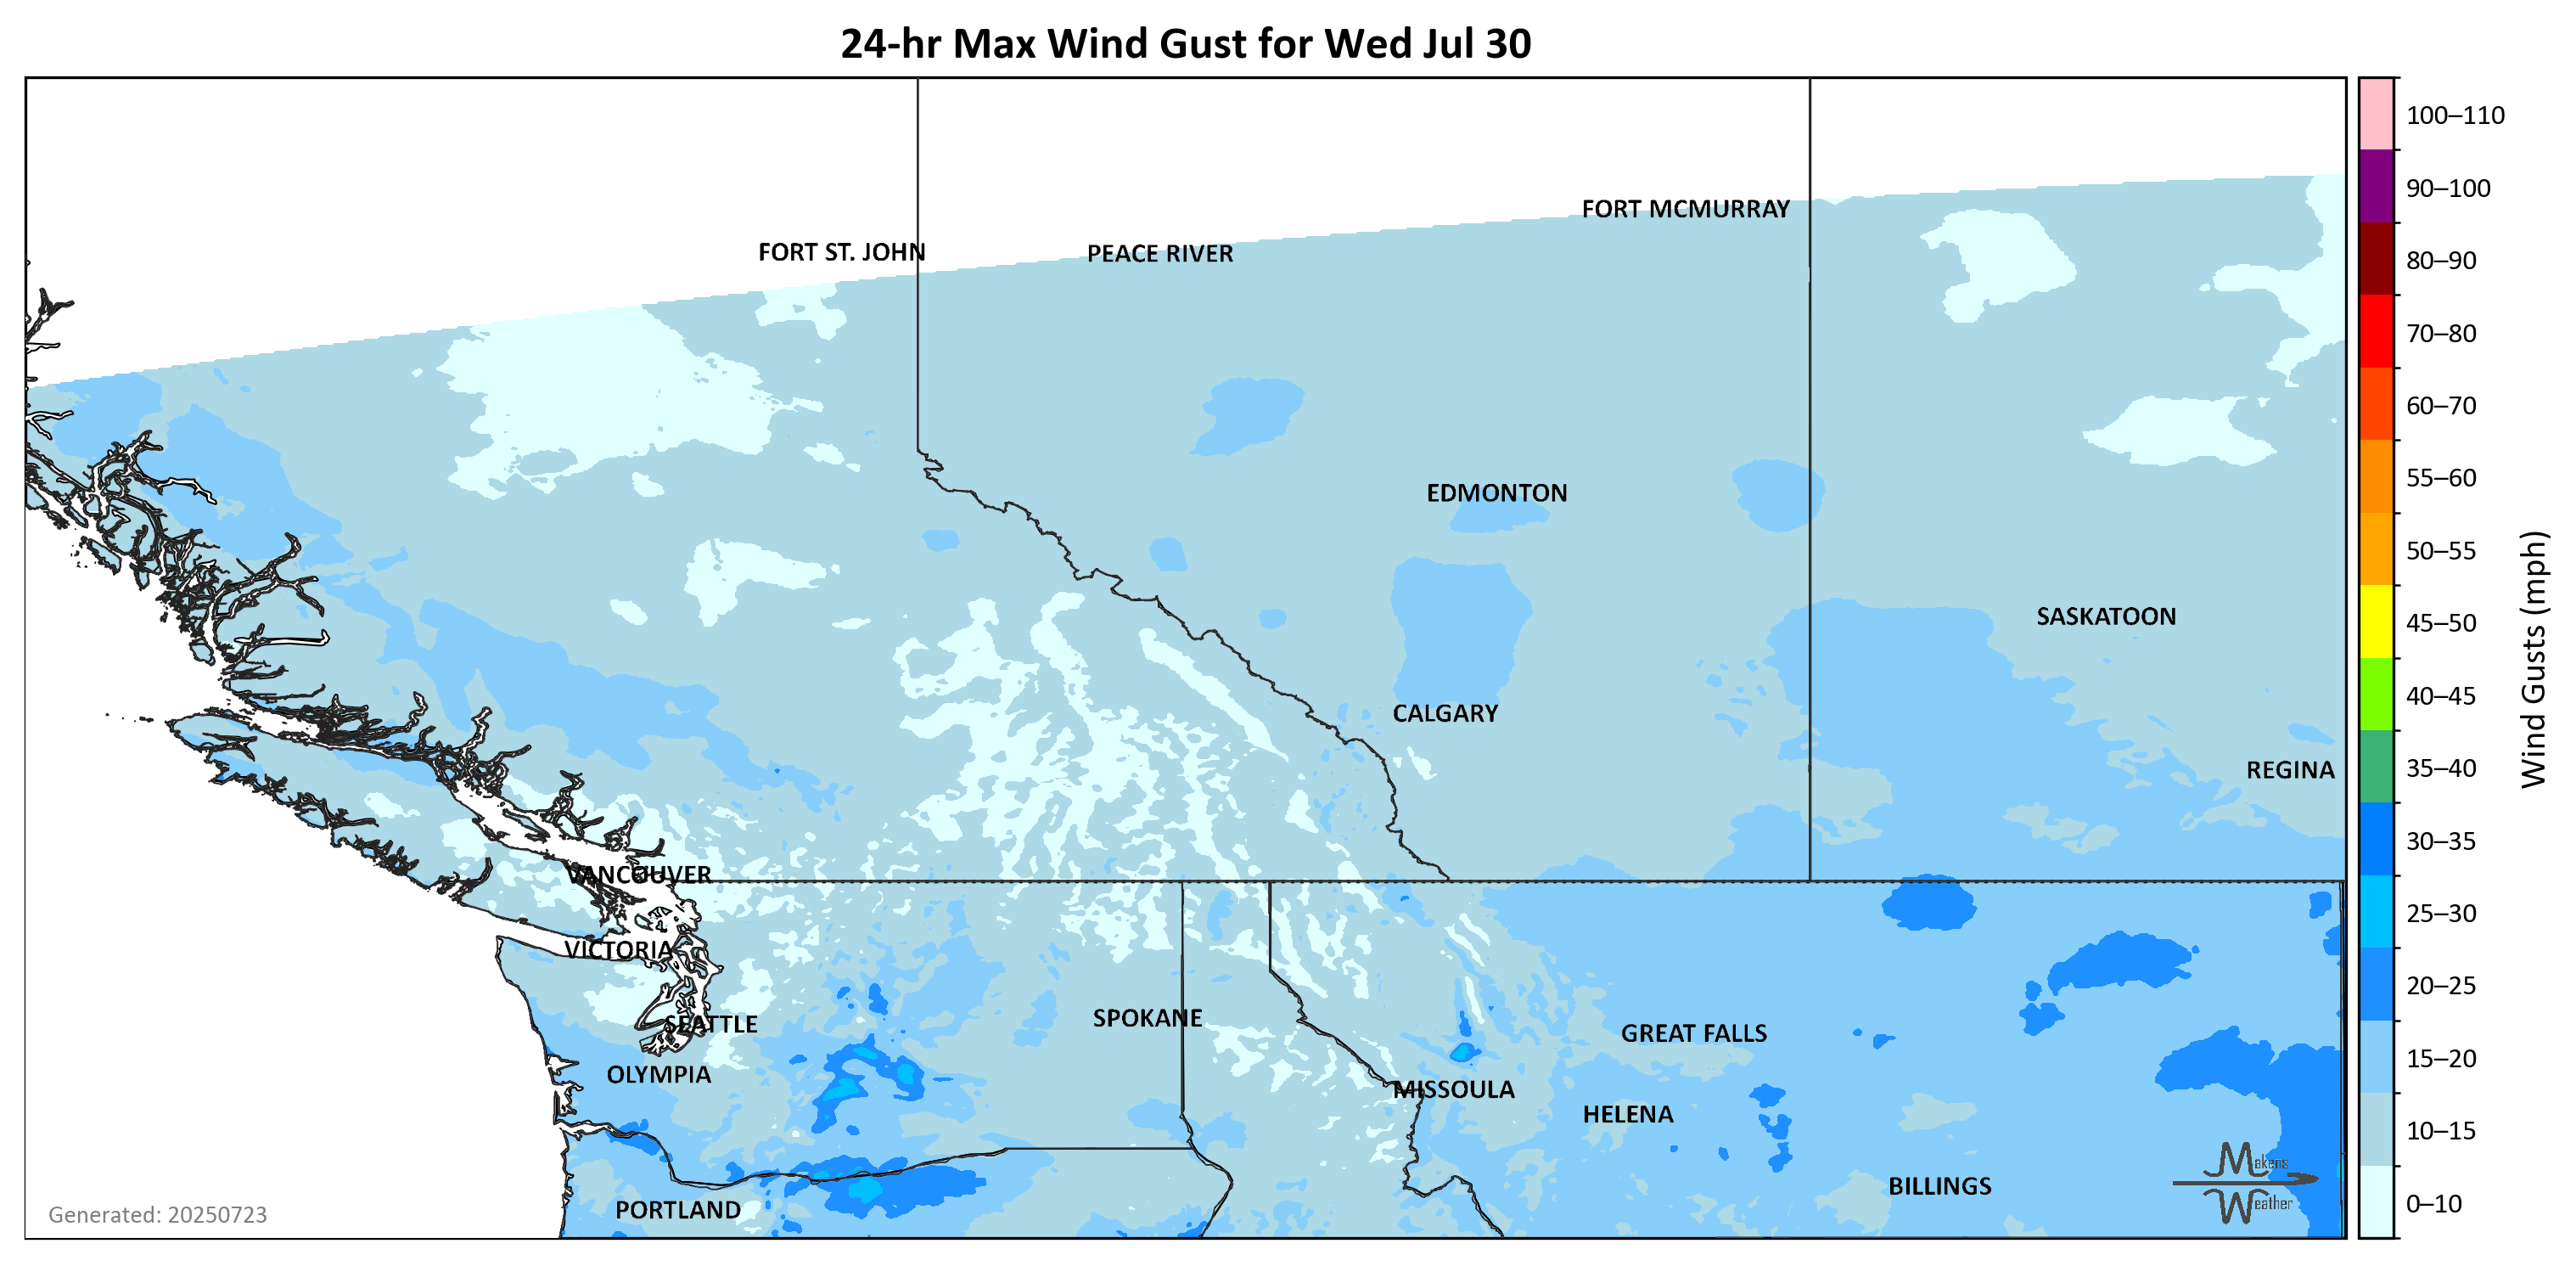 24-hr Max Wind Gust for Wed Jul 30
100–110
FORT MCMURRAY
90–100
FORT ST. JOHN
PEACE RIVER
80–90
70–80
60–70
EDMONTON
55–60
50–55
SASKATOON
45–50
Wind Gusts (mph)
40–45
CALGARY
REGINA
35–40
30–35
VANCOUVER
25–30
VICTORIA
20–25
SPOKANE
SEATTLE
GREAT FALLS
15–20
OLYMPIA
MISSOULA
HELENA
10–15
Makens
Weather
BILLINGS
0–10
PORTLAND
Generated: 20250723